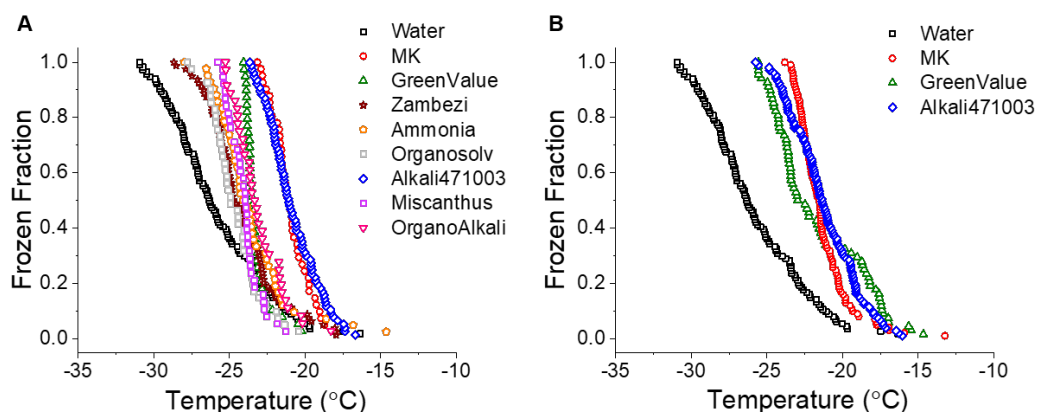 A
Water
MK
GreenValue
Zambezi
Ammonia
Organosolv
Alkali471003
Miscanthus
OrganoAlkali
Frozen Fraction
1.0
0.8
0.6
0.4
0.2
0.0
-35 -30 -25 -20 -15 -10
Temperature (°C)
B
Water
MK
GreenValue
Alkali471003
Frozen Fraction
1.0
0.8
0.6
0.4
0.2
0.0
-35 -30 -25 -20 -15 -10
Temperature (°C)